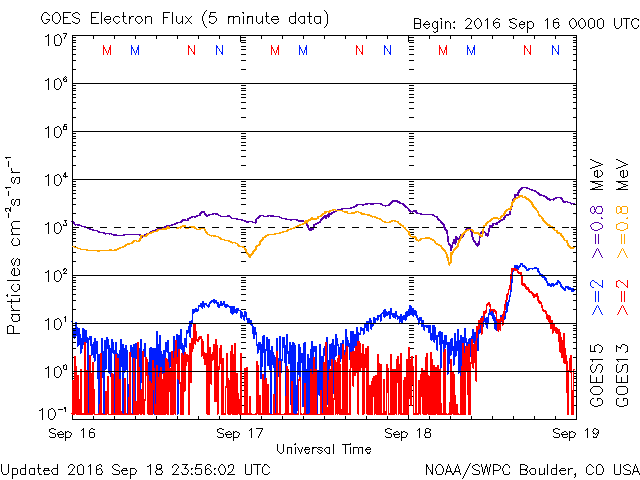 GOES Electron Flux (5 minute data)
Begin: 2016 Sep 16 0000 UTC
M M N N M M N N M M N N
10⁷
10⁶
10⁵
10⁴
10³
10²
10¹
10⁰
10⁻¹
Particles cm⁻²s⁻¹sr⁻¹
Sep 16 Sep 17 Sep 18 Sep 19
Universal Time
GOES15 >=2 >=0.8 MeV
GOES13 >=2 >=0.8 MeV
Updated 2016 Sep 18 23:56:02 UTC
NOAA/SWPC Boulder, CO USA